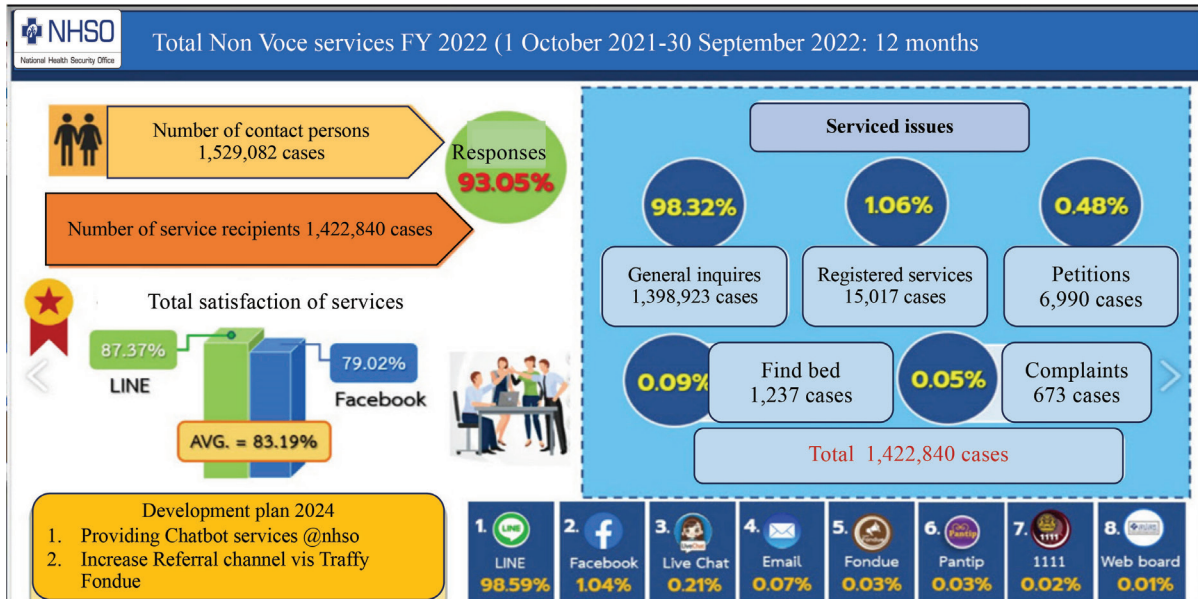 NHSO
National Health Security Office
Total Non Voce services FY 2022 (1 October 2021-30 September 2022: 12 months
Number of contact persons
1,529,082 cases
Responses
93.05%
Number of service recipients 1,422,840 cases
Total satisfaction of services
87.37%
LINE
79.02%
Facebook
AVG. = 83.19%
Development plan 2024
1. Providing Chatbot services @nhso
2. Increase Referral channel vis Traffy
Fondue
Serviced issues
98.32%
General inquires
1,398,923 cases
1.06%
Registered services
15,017 cases
0.48%
Petitions
6,990 cases
0.09%
Find bed
1,237 cases
0.05%
Complaints
673 cases
Total 1,422,840 cases
1.
LINE
LINE
98.59%
2.
Facebook
1.04%
3.
LiveChat
Live Chat
0.21%
4.
Email
0.07%
5.
Fondue
0.03%
6.
Pantip
Pantip
0.03%
7.
1111
1111
0.02%
8.
Web board
0.01%